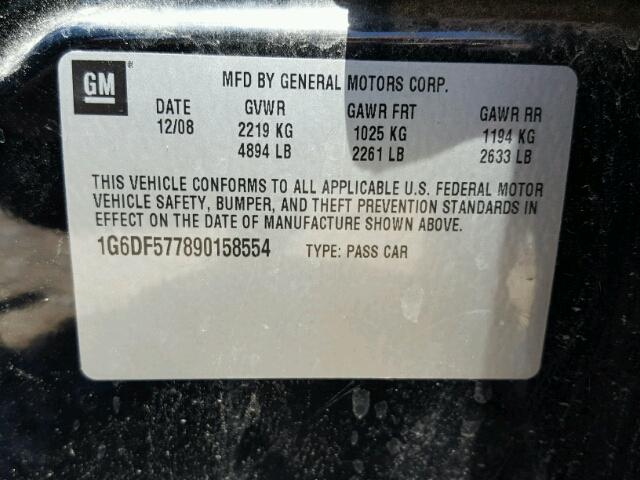 GM ® MFD BY GENERAL MOTORS CORP.
DATE GVWR GAWR FRT GAWR RR
12/08 2219 KG 1025 KG 1194 KG
4894 LB 2261 LB 2633 LB
THIS VEHICLE CONFORMS TO ALL APPLICABLE U.S. FEDERAL MOTOR
VEHICLE SAFETY, BUMPER, AND THEFT PREVENTION STANDARDS IN
EFFECT ON THE DATE OF MANUFACTURE SHOWN ABOVE.
1G6DF577890158554 TYPE: PASS CAR